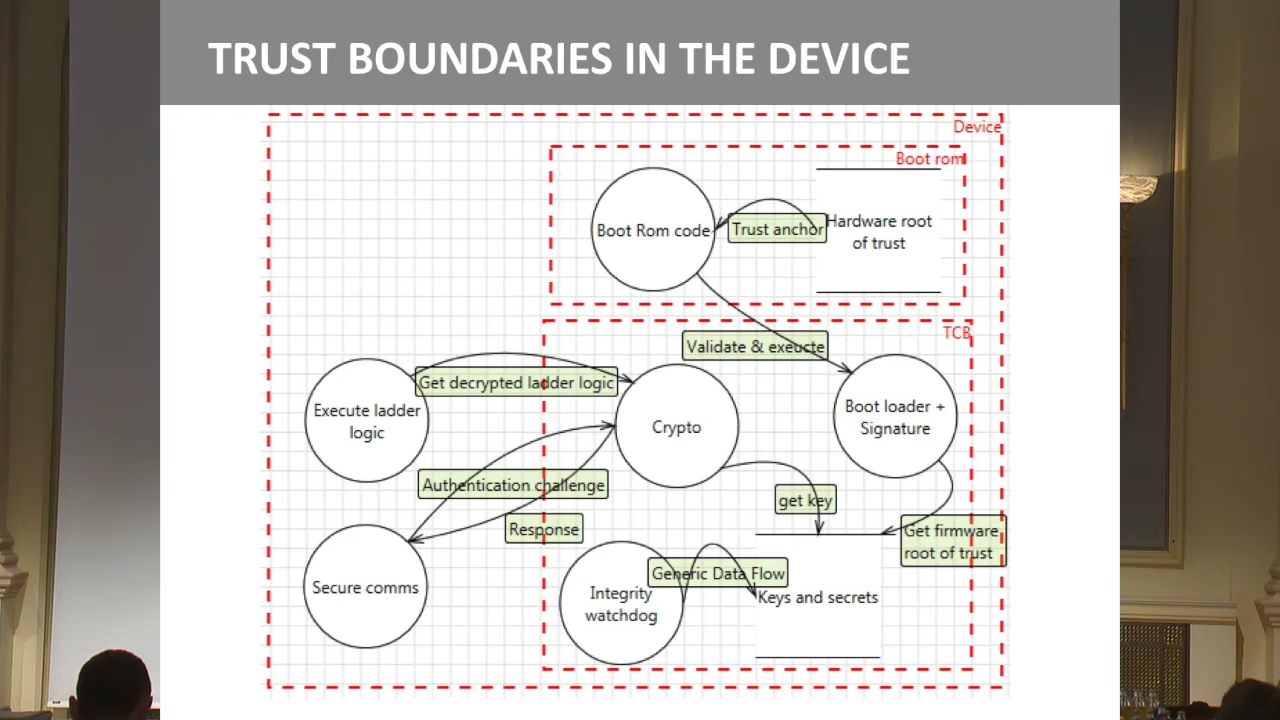 TRUST BOUNDARIES IN THE DEVICE
Device
Boot rom
Boot Rom code
Trust anchor
Hardware root
of trust
TCB
Validate & exeucte
Get decrypted ladder logic
Execute ladder
logic
Crypto
Boot loader +
Signature
Authentication challenge
get key
Response
Get firmware
root of trust
Secure comms
Integrity
watchdog
Generic Data Flow
Keys and secrets